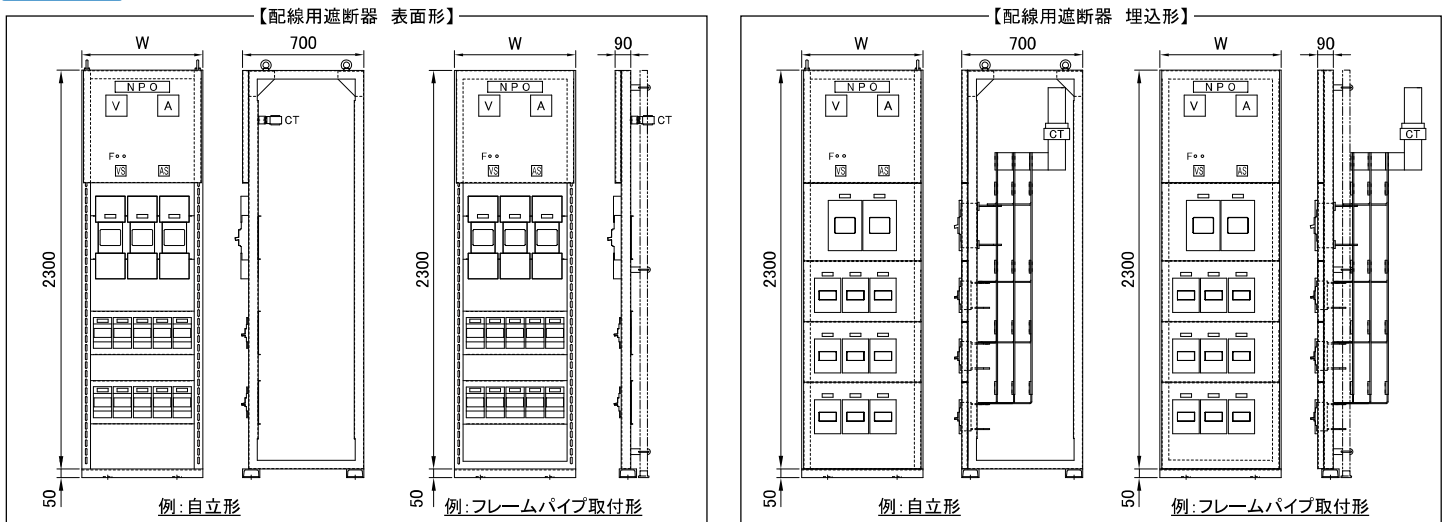 【配線用遮断器 表面形】
W
700
W
90
2300
50
NPO
V
A
F
VS
AS
CT
2300
50
NPO
V
A
F
VS
AS
CT
例:自立形
例:フレームパイプ取付形
【配線用遮断器 埋込形】
W
700
W
90
2300
50
NPO
V
A
F
VS
AS
CT
2300
50
NPO
V
A
F
VS
AS
CT
例:自立形
例:フレームパイプ取付形